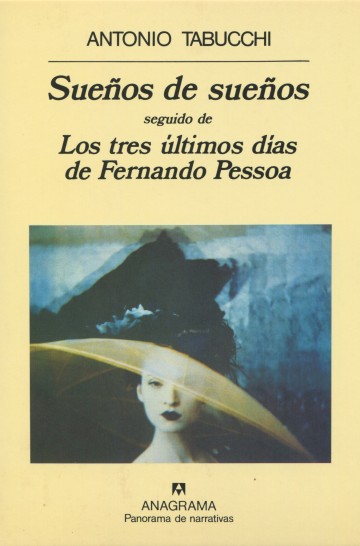 ANTONIO TABUCCHI
Sueños de sueños
seguido de
Los tres últimos días
de Fernando Pessoa
ANAGRAMA
Panorama de narrativas